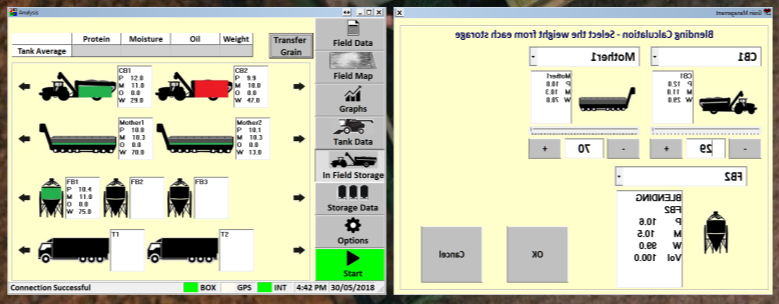 Analysis
Protein Moisture Oil Weight
Tank Average
Transfer
Grain
CB1
P 12.0
M 11.0
O 0.0
W 29.0
CB2
P 9.9
M 10.0
O 0.0
W 47.0
Mother1
P 10.0
M 10.3
O 0.0
W 70.0
Mother2
P 10.1
M 10.3
O 0.0
W 13.0
FB1
P 10.4
M 11.0
O 0.0
W 75.0
FB2
FB3
T1
T2
Field Data
Field Map
Graphs
Tank Data
In Field Storage
Storage Data
Options
Start
Connection Successful BOX GPS INT 4:42 PM 30/05/2018
Grain Management
Blending Calculation - Select the weight from each storage
CB1
Mother1
CB1
P 12.0
M 11.0
W 29.0
Mother1
P 10.0
M 10.3
W 70.0
- 29 +
- 70 +
FB2
BLENDING
FB2
P 10.6
M 10.5
W 99.0
Vol 100.0
OK
Cancel